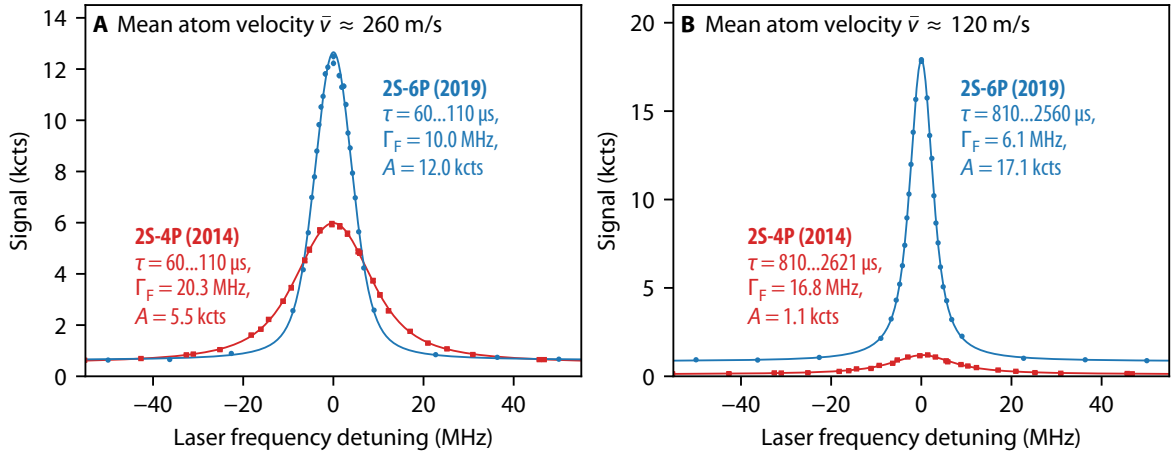 A Mean atom velocity v̄ ≈ 260 m/s
14
12
10
8
6
4
2
0
Signal (kcts)
2S-6P (2019)
τ = 60...110 µs,
Γ_F = 10.0 MHz,
A = 12.0 kcts
2S-4P (2014)
τ = 60...110 µs,
Γ_F = 20.3 MHz,
A = 5.5 kcts
−40 −20 0 20 40
Laser frequency detuning (MHz)
B Mean atom velocity v̄ ≈ 120 m/s
20
15
10
5
0
Signal (kcts)
2S-6P (2019)
τ = 810...2560 µs,
Γ_F = 6.1 MHz,
A = 17.1 kcts
2S-4P (2014)
τ = 810...2621 µs,
Γ_F = 16.8 MHz,
A = 1.1 kcts
−40 −20 0 20 40
Laser frequency detuning (MHz)